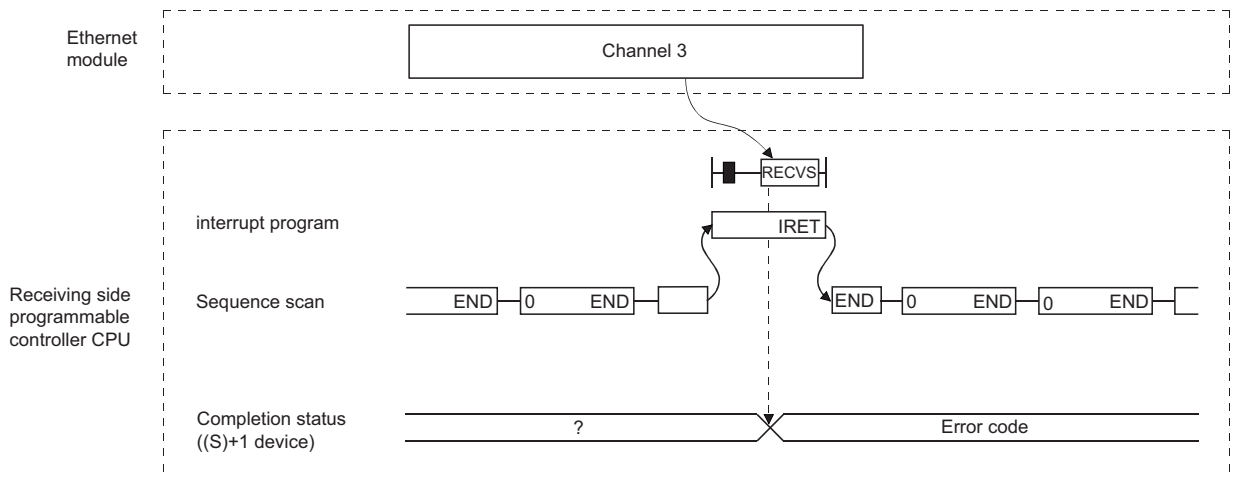 Ethernet
module
Channel 3
RECVS
interrupt program
IRET
Receiving side
programmable
controller CPU
Sequence scan
END 0 END END 0 END 0 END
Completion status
((S)+1 device)
? Error code